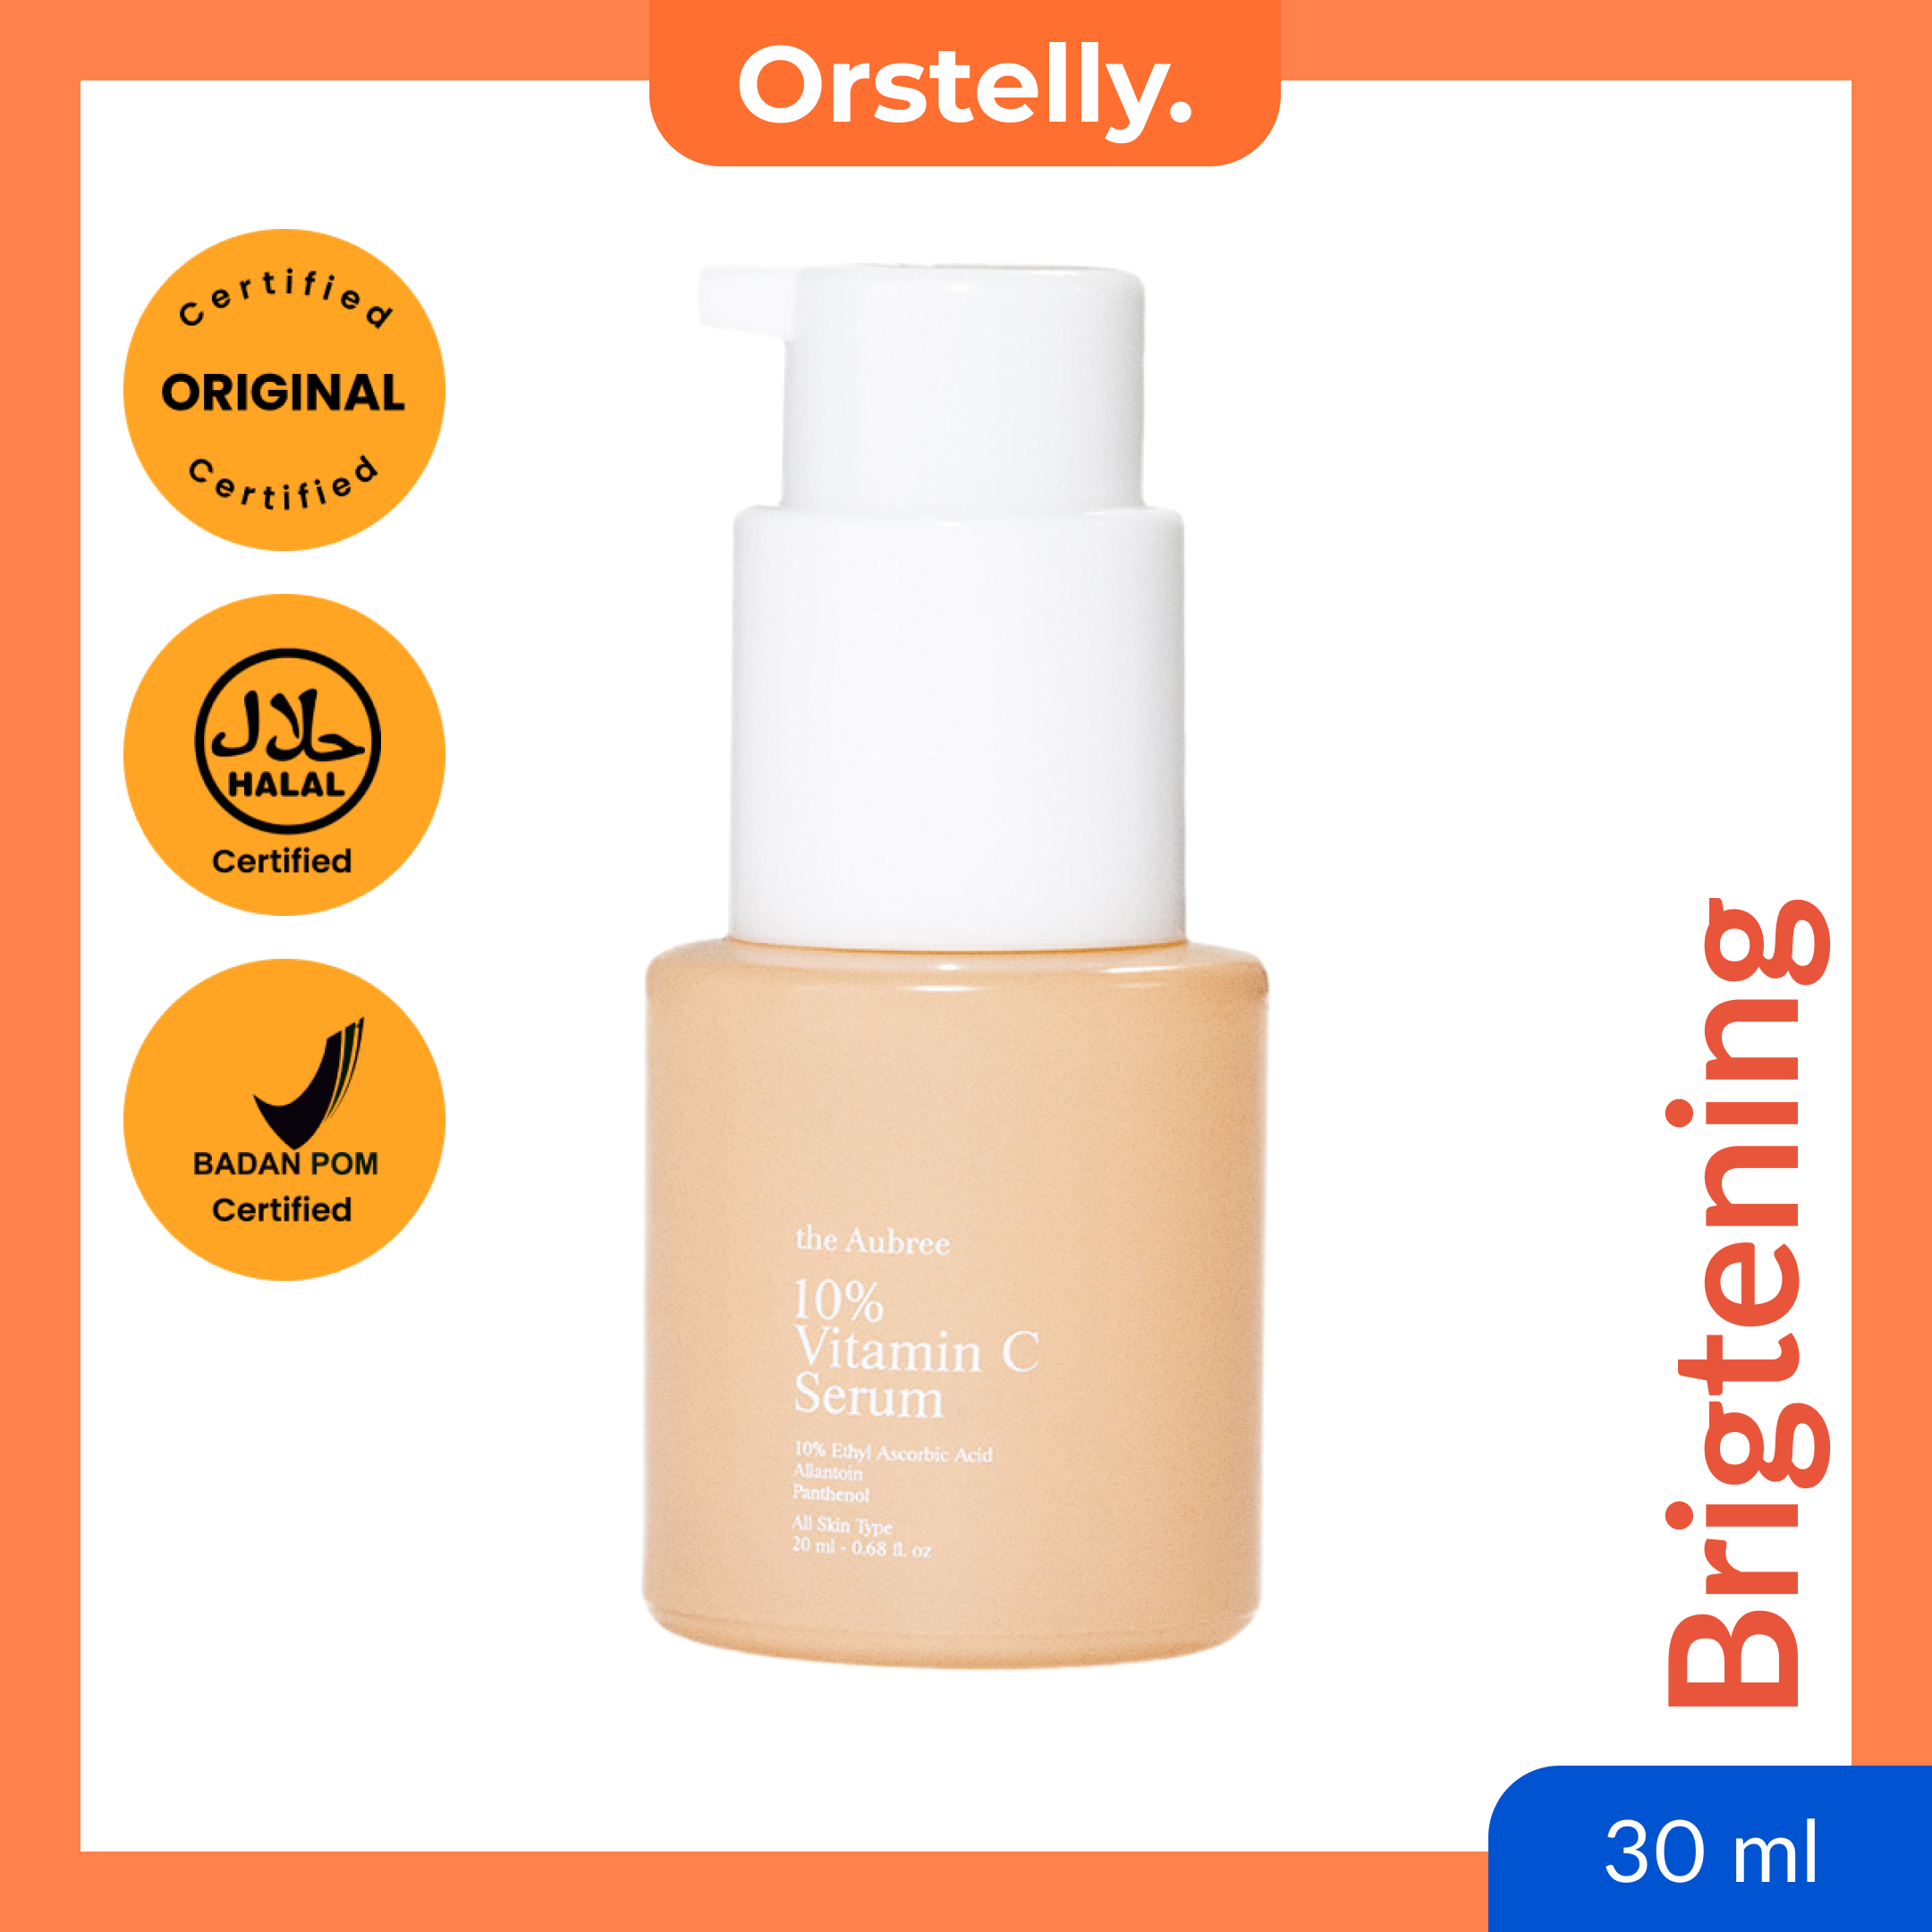 Orstelly.
Certified
ORIGINAL
Certified
حلال
HALAL
Certified
BADAN POM
Certified
the Aubree
10%
Vitamin C
Serum
10% Ethyl Ascorbic Acid
Allantoin
Panthenol
All Skin Type
20 ml - 0.68 fl. oz
Brigtening
30 ml